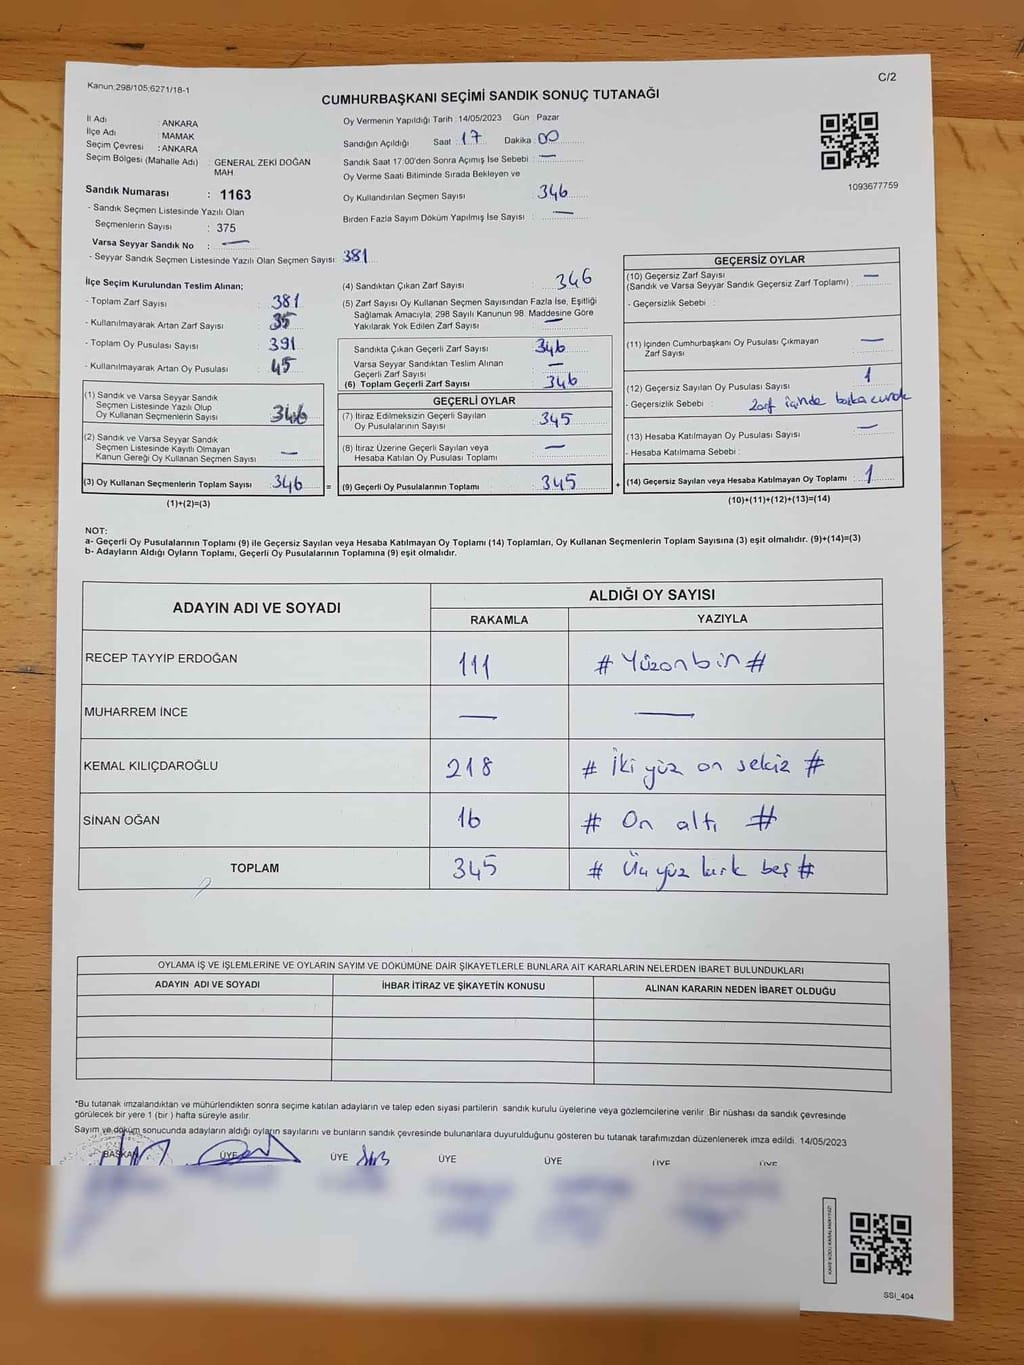 Kanun:298/105;6271/18-1
C/2
CUMHURBAŞKANI SEÇİMİ SANDIK SONUÇ TUTANAĞI
İl Adı : ANKARA
İlçe Adı : MAMAK
Seçim Çevresi : ANKARA
Seçim Bölgesi (Mahalle Adı) : GENERAL ZEKİ DOĞAN
MAH.
Sandık Numarası : 1163
- Sandık Seçmen Listesinde Yazılı Olan
Seçmenlerin Sayısı : 375
Varsa Seyyar Sandık No : —
- Seyyar Sandık Seçmen Listesinde Yazılı Olan Seçmen Sayısı: 381
Oy Vermenin Yapıldığı Tarih : 14/05/2023 Gün Pazar
Sandığın Açıldığı Saat : 17 Dakika : 00
Sandık Saat 17:00'den Sonra Açımış İse Sebebi : —
Oy Verme Saati Bitiminde Sırada Bekleyen ve
Oy Kullandırılan Seçmen Sayısı 346
Birden Fazla Sayım Döküm Yapılmış İse Sayısı : —
1093677759
İlçe Seçim Kurulundan Teslim Alınan;
- Toplam Zarf Sayısı : 381
- Kullanılmayarak Artan Zarf Sayısı : 35
- Toplam Oy Pusulası Sayısı : 391
- Kullanılmayarak Artan Oy Pusulası : 45
(1) Sandık ve Varsa Seyyar Sandık
Seçmen Listesinde Yazılı Olup
Oy Kullanan Seçmenlerin Sayısı : 346
(2) Sandık ve Varsa Seyyar Sandık
Seçmen Listesinde Kayıtlı Olmayan
Kanun Gereği Oy Kullanan Seçmen Sayısı : —
(3) Oy Kullanan Seçmenlerin Toplam Sayısı : 346 =
(1)+(2)=(3)
(4) Sandıktan Çıkan Zarf Sayısı : 346
(5) Zarf Sayısı Oy Kullanan Seçmen Sayısından Fazla İse, Eşitliği
Sağlamak Amacıyla; 298 Sayılı Kanunun 98. Maddesine Göre
Yakılarak Yok Edilen Zarf Sayısı : —
Sandıkta Çıkan Geçerli Zarf Sayısı : 346
Varsa Seyyar Sandıktan Teslim Alınan
Geçerli Zarf Sayısı : —
(6) Toplam Geçerli Zarf Sayısı : 346
GEÇERLİ OYLAR
(7) İtiraz Edilmeksizin Geçerli Sayılan
Oy Pusulalarının Sayısı : 345
(8) İtiraz Üzerine Geçerli Sayılan veya
Hesaba Katılan Oy Pusulası Toplamı : —
(9) Geçerli Oy Pusulalarının Toplamı : 345 +
GEÇERSİZ OYLAR
(10) Geçersiz Zarf Sayısı
(Sandık ve Varsa Seyyar Sandık Geçersiz Zarf Toplamı) : —
- Geçersizlik Sebebi :
(11) İçinden Cumhurbaşkanı Oy Pusulası Çıkmayan
Zarf Sayısı : —
(12) Geçersiz Sayılan Oy Pusulası Sayısı : 1
- Geçersizlik Sebebi : Zarf içinde başka
(13) Hesaba Katılmayan Oy Pusulası Sayısı : —
- Hesaba Katılmama Sebebi :
(14) Geçersiz Sayılan veya Hesaba Katılmayan Oy Toplamı : 1
(10)+(11)+(12)+(13)=(14)
NOT:
a- Geçerli Oy Pusulalarının Toplamı (9) ile Geçersiz Sayılan veya Hesaba Katılmayan Oy Toplamı (14) Toplamları, Oy Kullanan Seçmenlerin Toplam Sayısına (3) eşit olmalıdır. (9)+(14)=(3)
b- Adayların Aldığı Oyların Toplamı, Geçerli Oy Pusulalarının Toplamına (9) eşit olmalıdır.
ADAYIN ADI VE SOYADI ALDIĞI OY SAYISI
RAKAMLA YAZIYLA
RECEP TAYYİP ERDOĞAN 111 # Yüzonbir #
MUHARREM İNCE — —
KEMAL KILIÇDAROĞLU 218 # İki yüz on sekiz #
SİNAN OĞAN 16 # On altı #
TOPLAM 345 # Üç yüz kırk beş #
OYLAMA İŞ VE İŞLEMLERİNE VE OYLARIN SAYIM VE DÖKÜMÜNE DAİR ŞİKAYETLERLE BUNLARA AİT KARARLARIN NELERDEN İBARET BULUNDUKLARI
ADAYIN ADI VE SOYADI İHBAR İTİRAZ VE ŞİKAYETİN KONUSU ALINAN KARARIN NEDEN İBARET OLDUĞU
*Bu tutanak imzalandıktan ve mühürlendikten sonra seçime katılan adayların ve talep eden siyasi partilerin sandık kurulu üyelerine veya gözlemcilerine verilir .Bir nüshası da sandık çevresinde
görülecek bir yere 1 (bir ) hafta süreyle asılır.
Sayım ve döküm sonucunda adayların aldığı oyların sayılarını ve bunların sandık çevresinde bulunanlara duyurulduğunu gösteren bu tutanak tarafımızdan düzenlenerek imza edildi. 14/05/2023
BAŞKAN ÜYE ÜYE ÜYE ÜYE ÜYE ÜYE
SSI_404